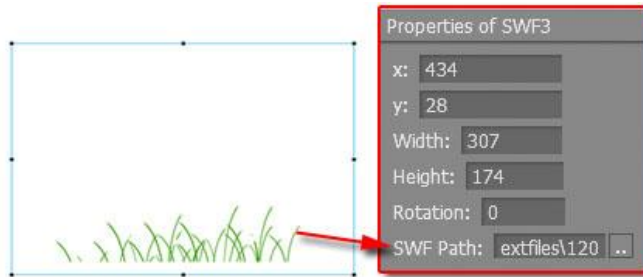 Properties of SWF3
x: 434
y: 28
Width: 307
Height: 174
Rotation: 0
SWF Path: extfiles\120 ..